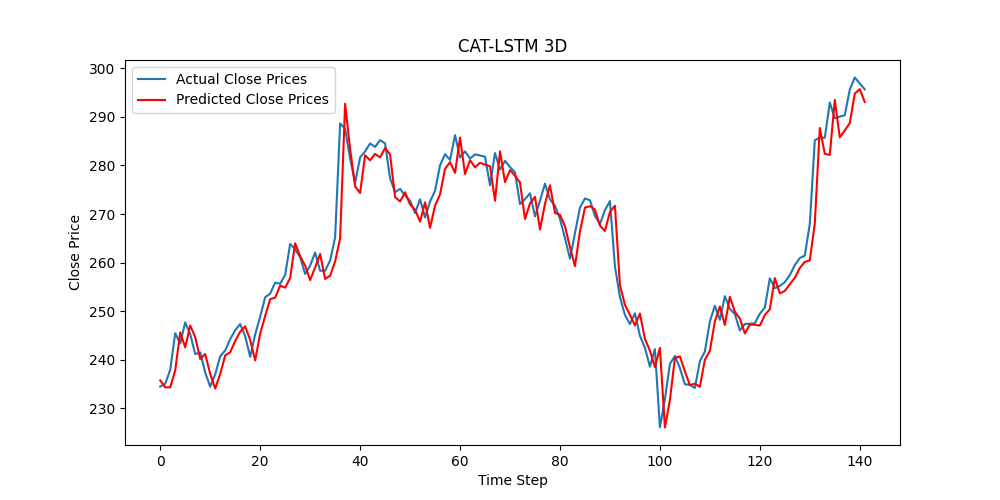 CAT-LSTM 3D
Actual Close Prices
Predicted Close Prices
300
290
280
270
260
250
240
230
Close Price
0 20 40 60 80 100 120 140
Time Step